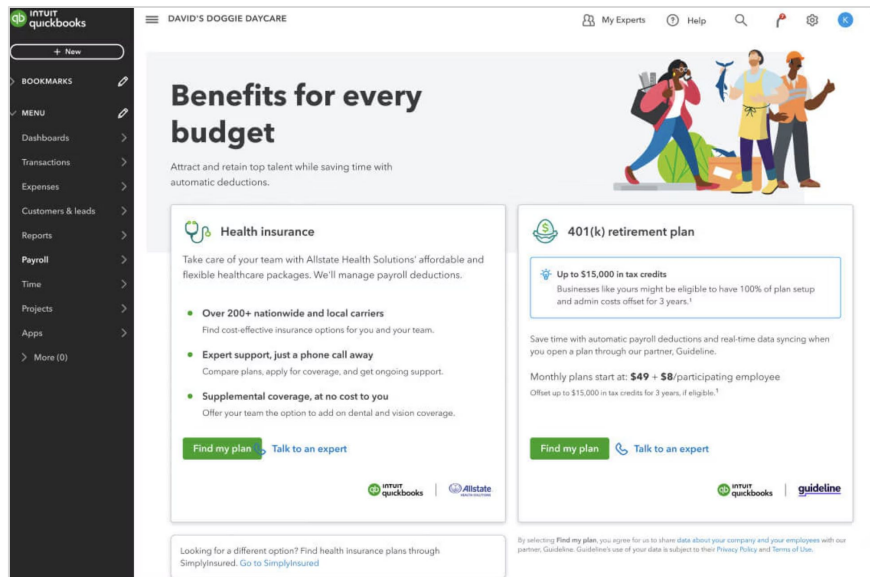 INTUIT
quickbooks
DAVID'S DOGGIE DAYCARE
My Experts
Help
K
+ New
BOOKMARKS
MENU
Dashboards
Transactions
Expenses
Customers & leads
Reports
Payroll
Time
Projects
Apps
More (0)
Benefits for every
budget
Attract and retain top talent while saving time with
automatic deductions.
Health insurance
Take care of your team with Allstate Health Solutions' affordable and
flexible healthcare packages. We'll manage payroll deductions.
Over 200+ nationwide and local carriers
Find cost-effective insurance options for you and your team.
Expert support, just a phone call away
Compare plans, apply for coverage, and get ongoing support.
Supplemental coverage, at no cost to you
Offer your team the option to add on dental and vision coverage.
Find my plan
Talk to an expert
INTUIT
quickbooks
Allstate
HEALTH SOLUTIONS
401(k) retirement plan
Up to $15,000 in tax credits
Businesses like yours might be eligible to have 100% of plan setup
and admin costs offset for 3 years.¹
Save time with automatic payroll deductions and real-time data syncing when
you open a plan through our partner, Guideline.
Monthly plans start at: $49 + $8/participating employee
Offset up to $15,000 in tax credits for 3 years, if eligible.¹
Find my plan
Talk to an expert
INTUIT
quickbooks
guideline
Looking for a different option? Find health insurance plans through
SimplyInsured. Go to SimplyInsured
By selecting Find my plan, you agree for us to share data about your company and your employees with our
partner, Guideline. Guideline's use of your data is subject to their Privacy Policy and Terms of Use.